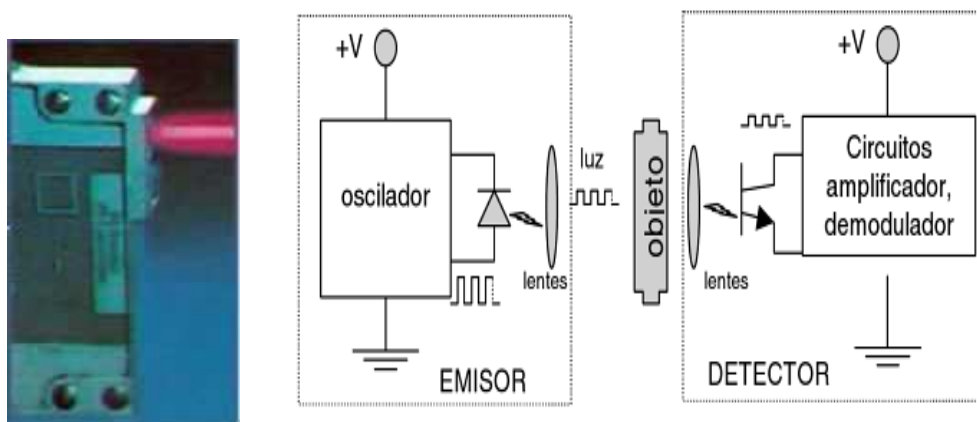 +V
oscilador
lentes
EMISOR
luz
objeto
+V
Circuitos
amplificador,
demodulador
lentes
DETECTOR